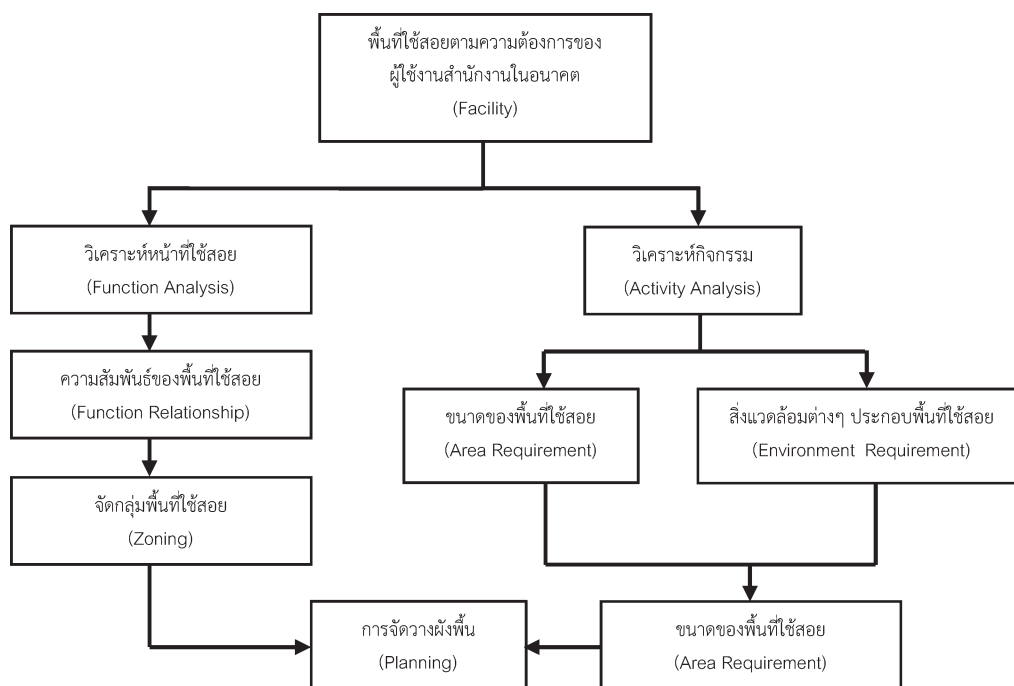 พื้นที่ใช้สอยตามความต้องการของ
ผู้ใช้งานสำนักงานในอนาคต
(Facility)
วิเคราะห์หน้าที่ใช้สอย
(Function Analysis)
วิเคราะห์กิจกรรม
(Activity Analysis)
ความสัมพันธ์ของพื้นที่ใช้สอย
(Function Relationship)
ขนาดของพื้นที่ใช้สอย
(Area Requirement)
สิ่งแวดล้อมต่างๆ ประกอบพื้นที่ใช้สอย
(Environment Requirement)
จัดกลุ่มพื้นที่ใช้สอย
(Zoning)
การจัดวางผังพื้น
(Planning)
ขนาดของพื้นที่ใช้สอย
(Area Requirement)